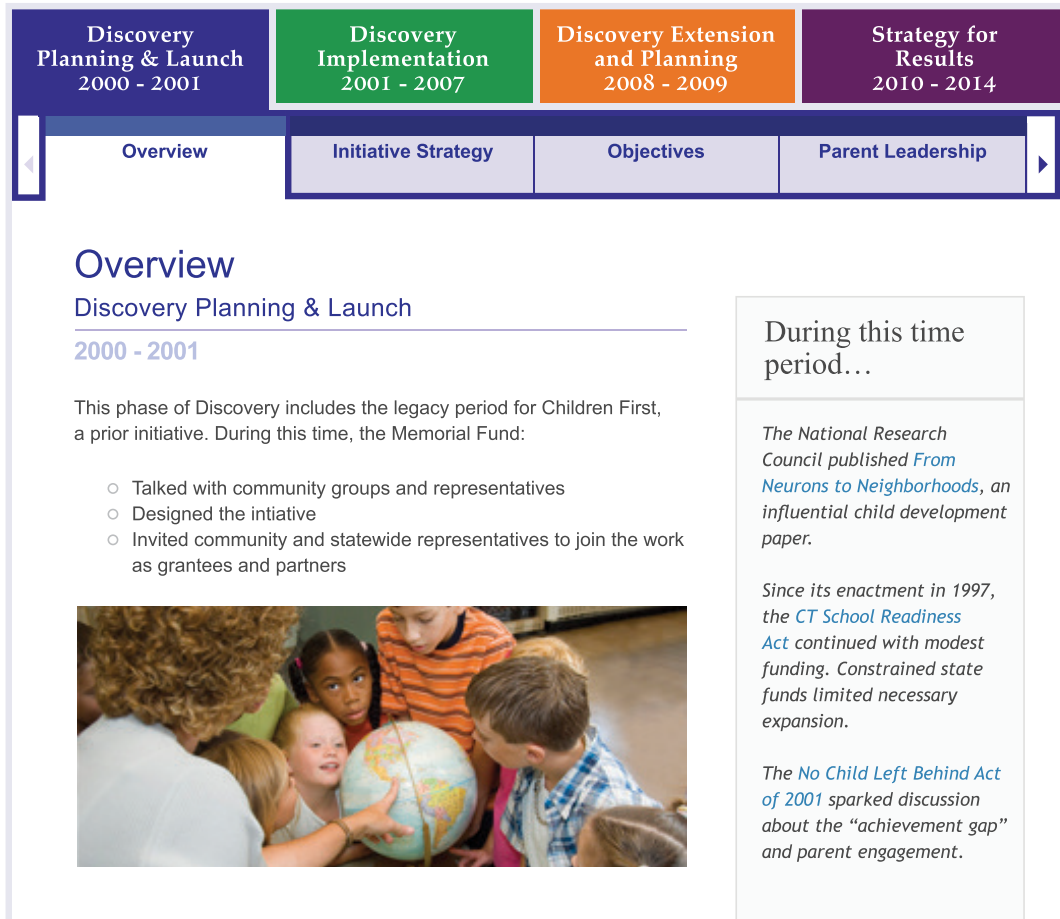 Discovery
Planning & Launch
2000 - 2001
Discovery
Implementation
2001 - 2007
Discovery Extension
and Planning
2008 - 2009
Strategy for
Results
2010 - 2014
Overview
Initiative Strategy
Objectives
Parent Leadership
Overview
Discovery Planning & Launch
2000 - 2001
This phase of Discovery includes the legacy period for Children First,
a prior initiative. During this time, the Memorial Fund:
Talked with community groups and representatives
Designed the intiative
Invited community and statewide representatives to join the work
as grantees and partners
During this time
period…
The National Research
Council published From
Neurons to Neighborhoods, an
influential child development
paper.
Since its enactment in 1997,
the CT School Readiness
Act continued with modest
funding. Constrained state
funds limited necessary
expansion.
The No Child Left Behind Act
of 2001 sparked discussion
about the “achievement gap”
and parent engagement.